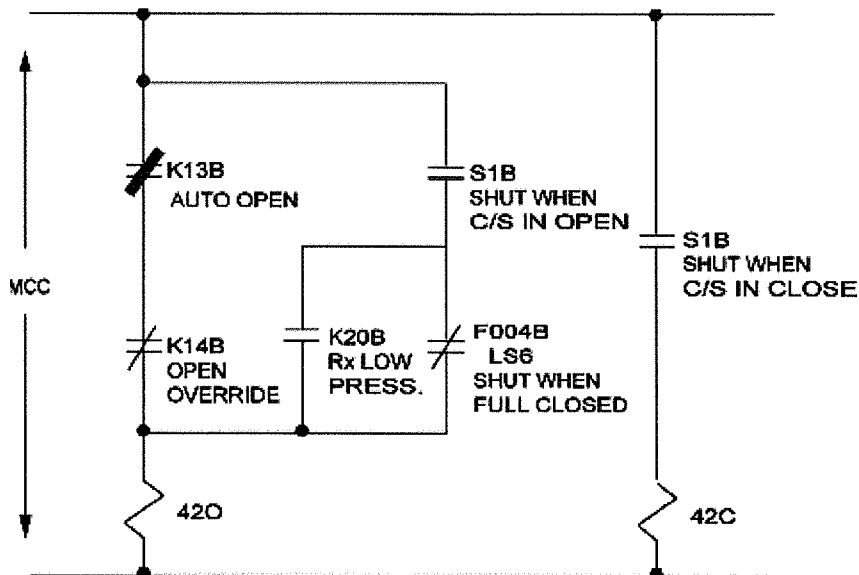 K13B
AUTO OPEN
S1B
SHUT WHEN
C/S IN OPEN
S1B
SHUT WHEN
C/S IN CLOSE
MCC
K14B
OPEN
OVERRIDE
K20B
Rx LOW
PRESS.
F004B
LS6
SHUT WHEN
FULL CLOSED
42O
42C